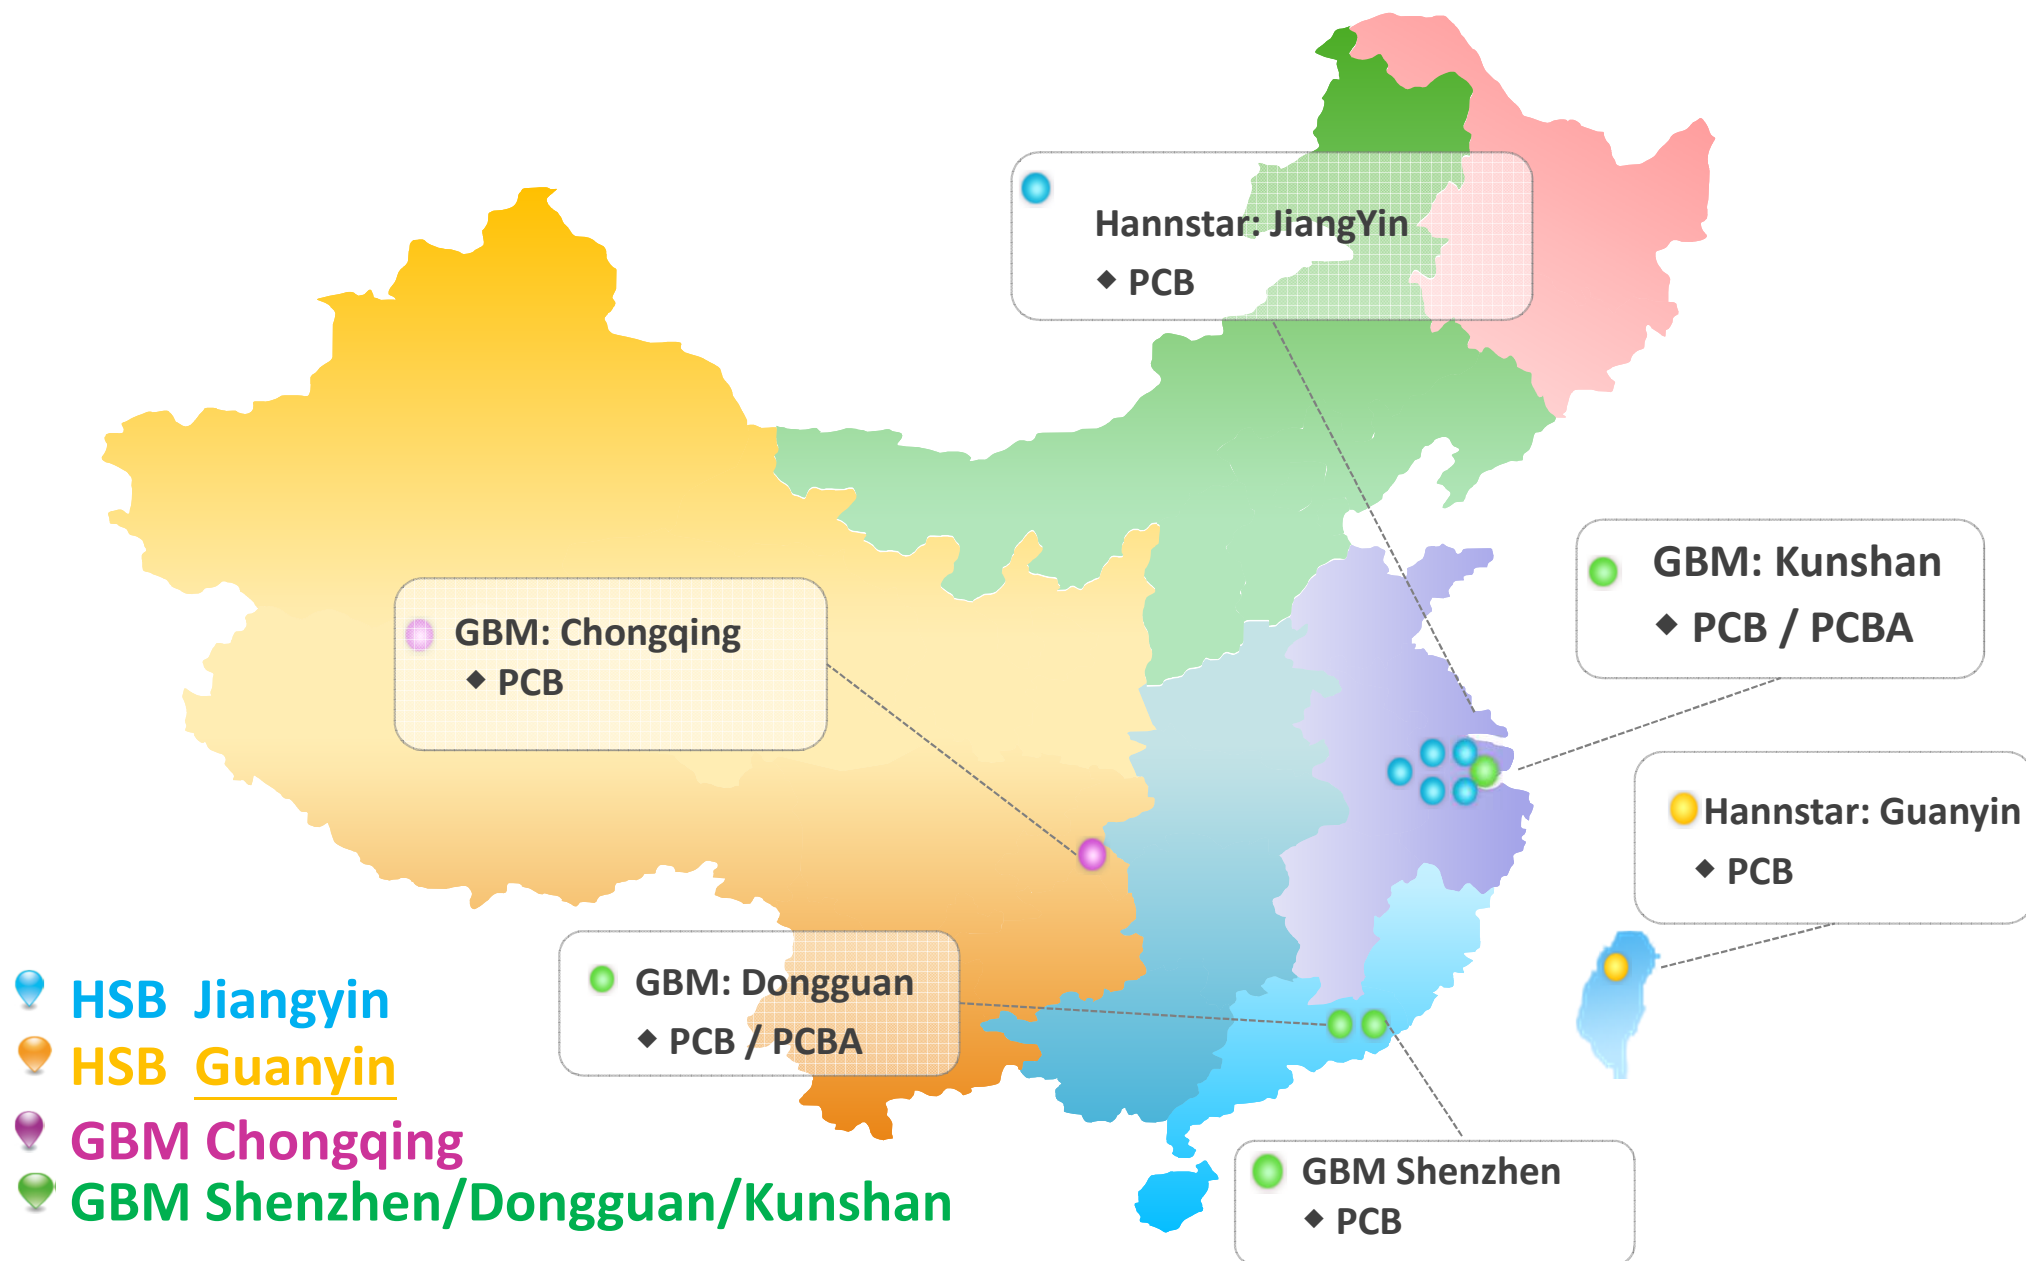 Hannstar: JiangYin
◆ PCB
GBM: Kunshan
◆ PCB / PCBA
GBM: Chongqing
◆ PCB
Hannstar: Guanyin
◆ PCB
GBM: Dongguan
◆ PCB / PCBA
GBM Shenzhen
◆ PCB
HSB Jiangyin
HSB Guanyin
GBM Chongqing
GBM Shenzhen/Dongguan/Kunshan